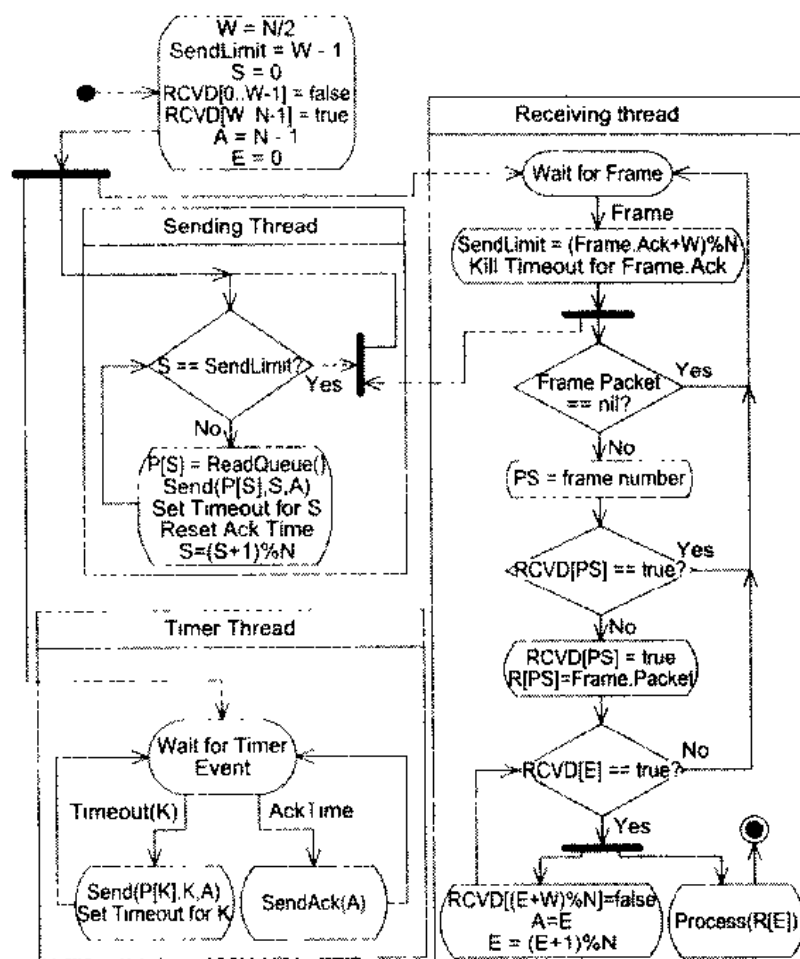 W = N/2
SendLimit = W - 1
S = 0
RCVD[0..W-1] = false
RCVD[W N-1] = true
A = N - 1
E = 0
Sending Thread
S == SendLimit?
Yes
No
P[S] = ReadQueue()
Send(P[S],S,A)
Set Timeout for S
Reset Ack Time
S=(S+1)%N
Timer Thread
Wait for Timer
Event
Timeout(K)
AckTime
Send(P[K],K,A)
Set Timeout for K
SendAck(A)
Receiving thread
Wait for Frame
Frame
SendLimit = (Frame.Ack+W)%N
Kill Timeout for Frame.Ack
Frame Packet
== nil?
Yes
No
PS = frame number
RCVD[PS] == true?
Yes
No
RCVD[PS] = true
R[PS]=Frame.Packet
RCVD[E] == true?
No
Yes
RCVD[(E+W)%N]=false
A=E
E = (E+1)%N
Process(R[E])